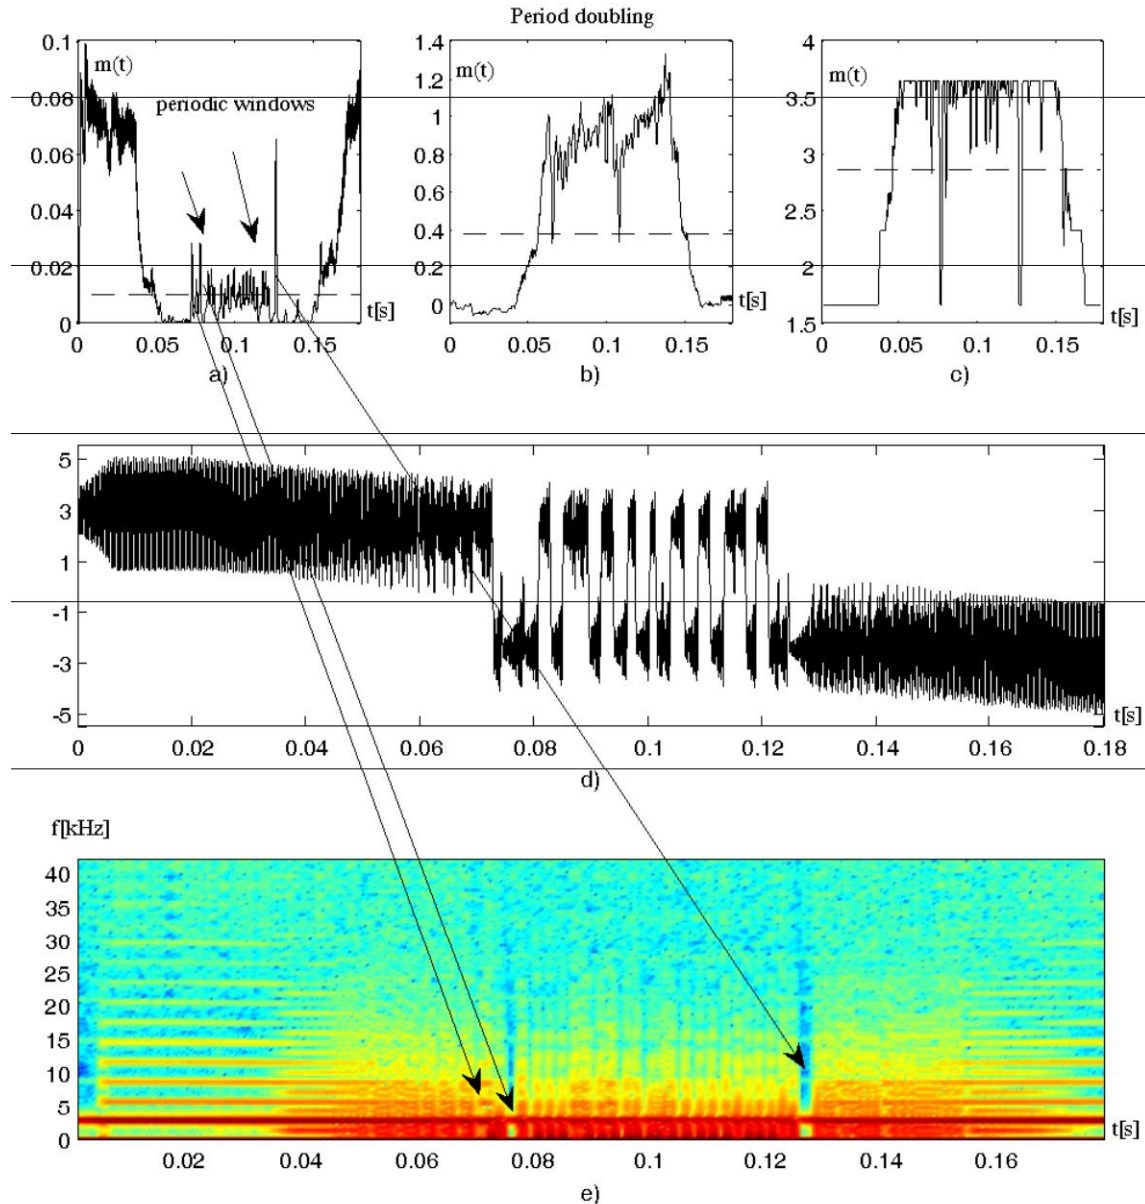 Period doubling
0.1
0.08
0.06
0.04
0.02
0
m(t)
periodic windows
0 0.05 0.1 0.15 t[s]
a)
1.4
1.2
1
0.8
0.6
0.4
0.2
0
m(t)
0 0.05 0.1 0.15 t[s]
b)
4
3.5
3
2.5
2
1.5
m(t)
0 0.05 0.1 0.15 t[s]
c)
5
3
1
-1
-3
-5
t[s]
0 0.02 0.04 0.06 0.08 0.1 0.12 0.14 0.16 0.18
d)
f[kHz]
40
35
30
25
20
15
10
5
0
t[s]
0.02 0.04 0.06 0.08 0.1 0.12 0.14 0.16
e)